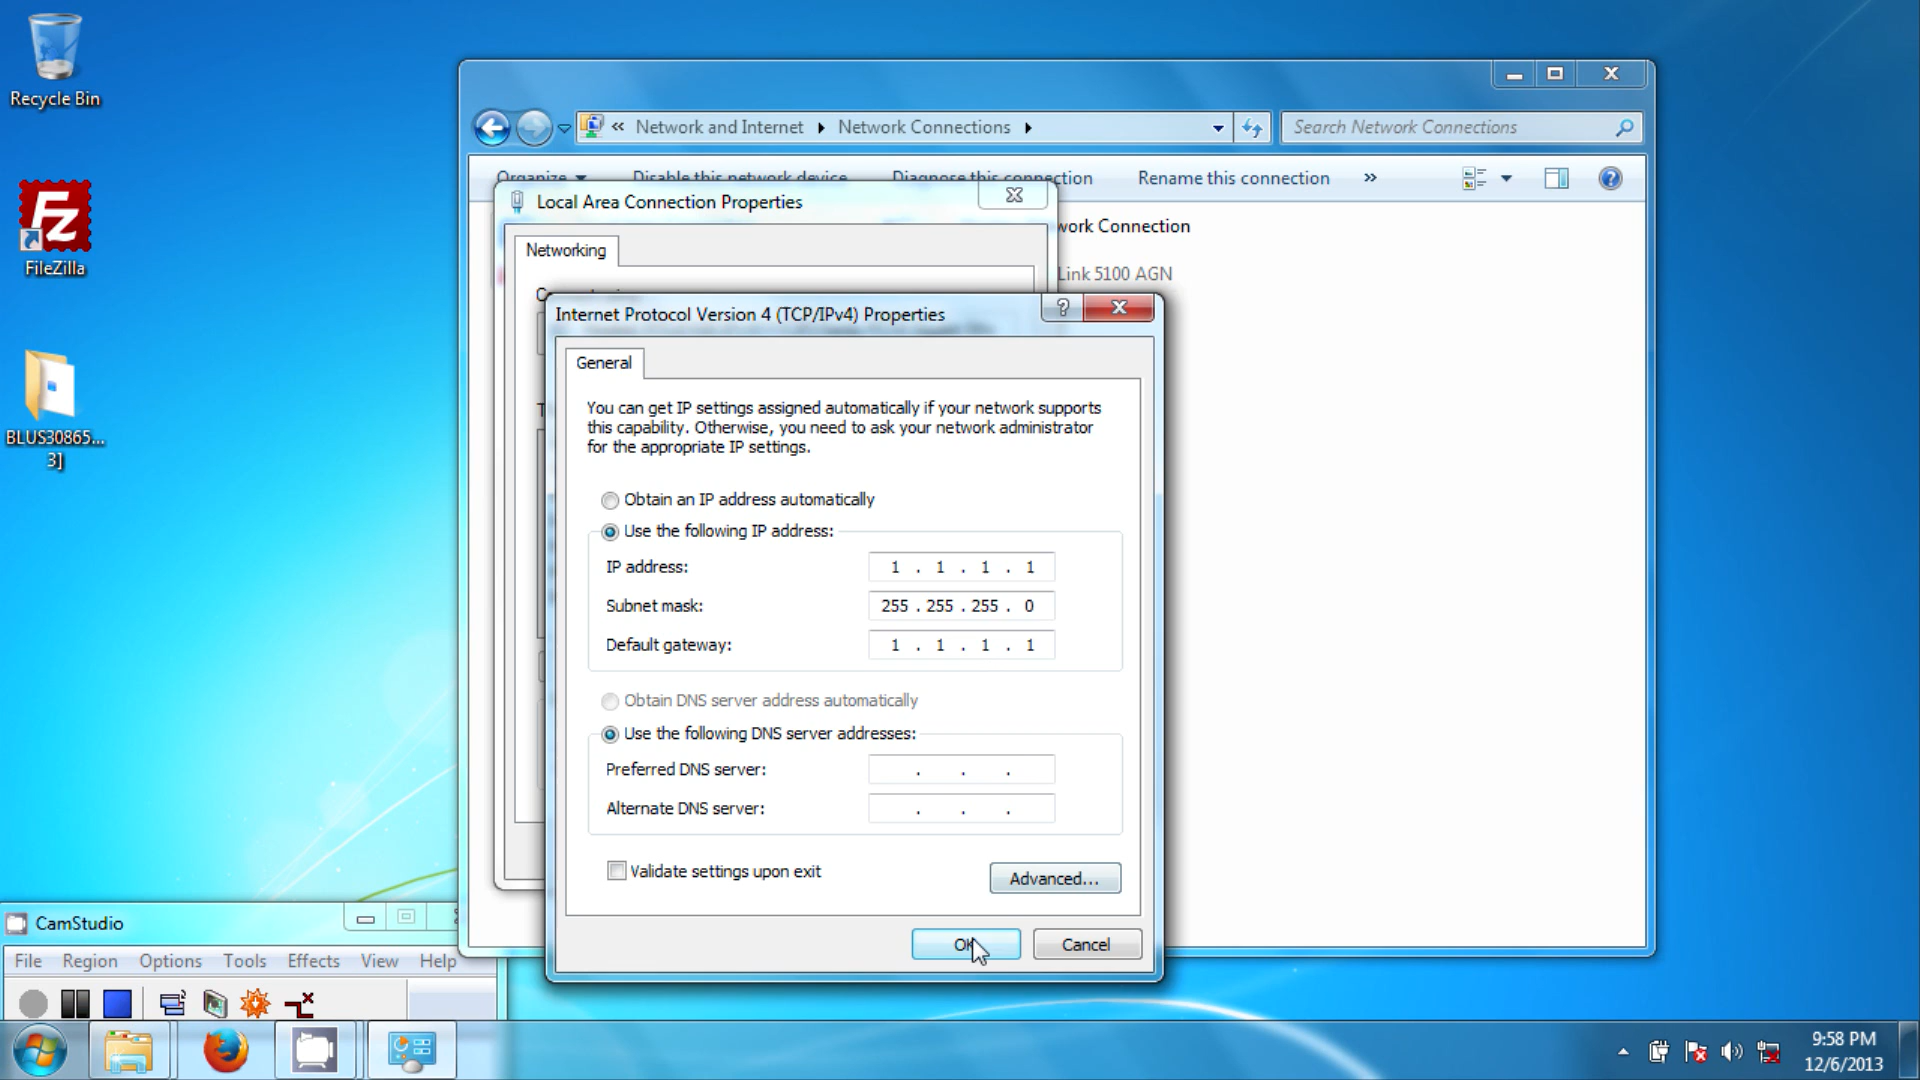 Recycle Bin
FileZilla
BLUS30865...
3]
Network and Internet
Network Connections
Search Network Connections
Organize
Disable this network device
Diagnose this connection
Rename this connection
»
work Connection
Link 5100 AGN
Local Area Connection Properties
Networking
Internet Protocol Version 4 (TCP/IPv4) Properties
General
You can get IP settings assigned automatically if your network supports
this capability. Otherwise, you need to ask your network administrator
for the appropriate IP settings.
Obtain an IP address automatically
Use the following IP address:
IP address: 1 . 1 . 1 . 1
Subnet mask: 255 . 255 . 255 . 0
Default gateway: 1 . 1 . 1 . 1
Obtain DNS server address automatically
Use the following DNS server addresses:
Preferred DNS server: . . .
Alternate DNS server: . . .
Validate settings upon exit
Advanced...
OK
Cancel
CamStudio
File Region Options Tools Effects View Help
9:58 PM
12/6/2013